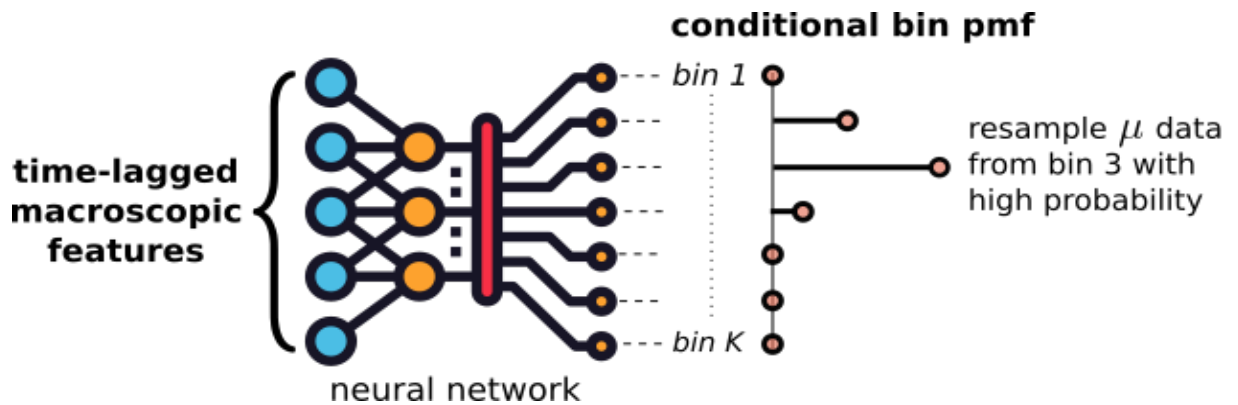 conditional bin pmf
bin 1
time-lagged
macroscopic
features
resample μ data
from bin 3 with
high probability
bin K
neural network